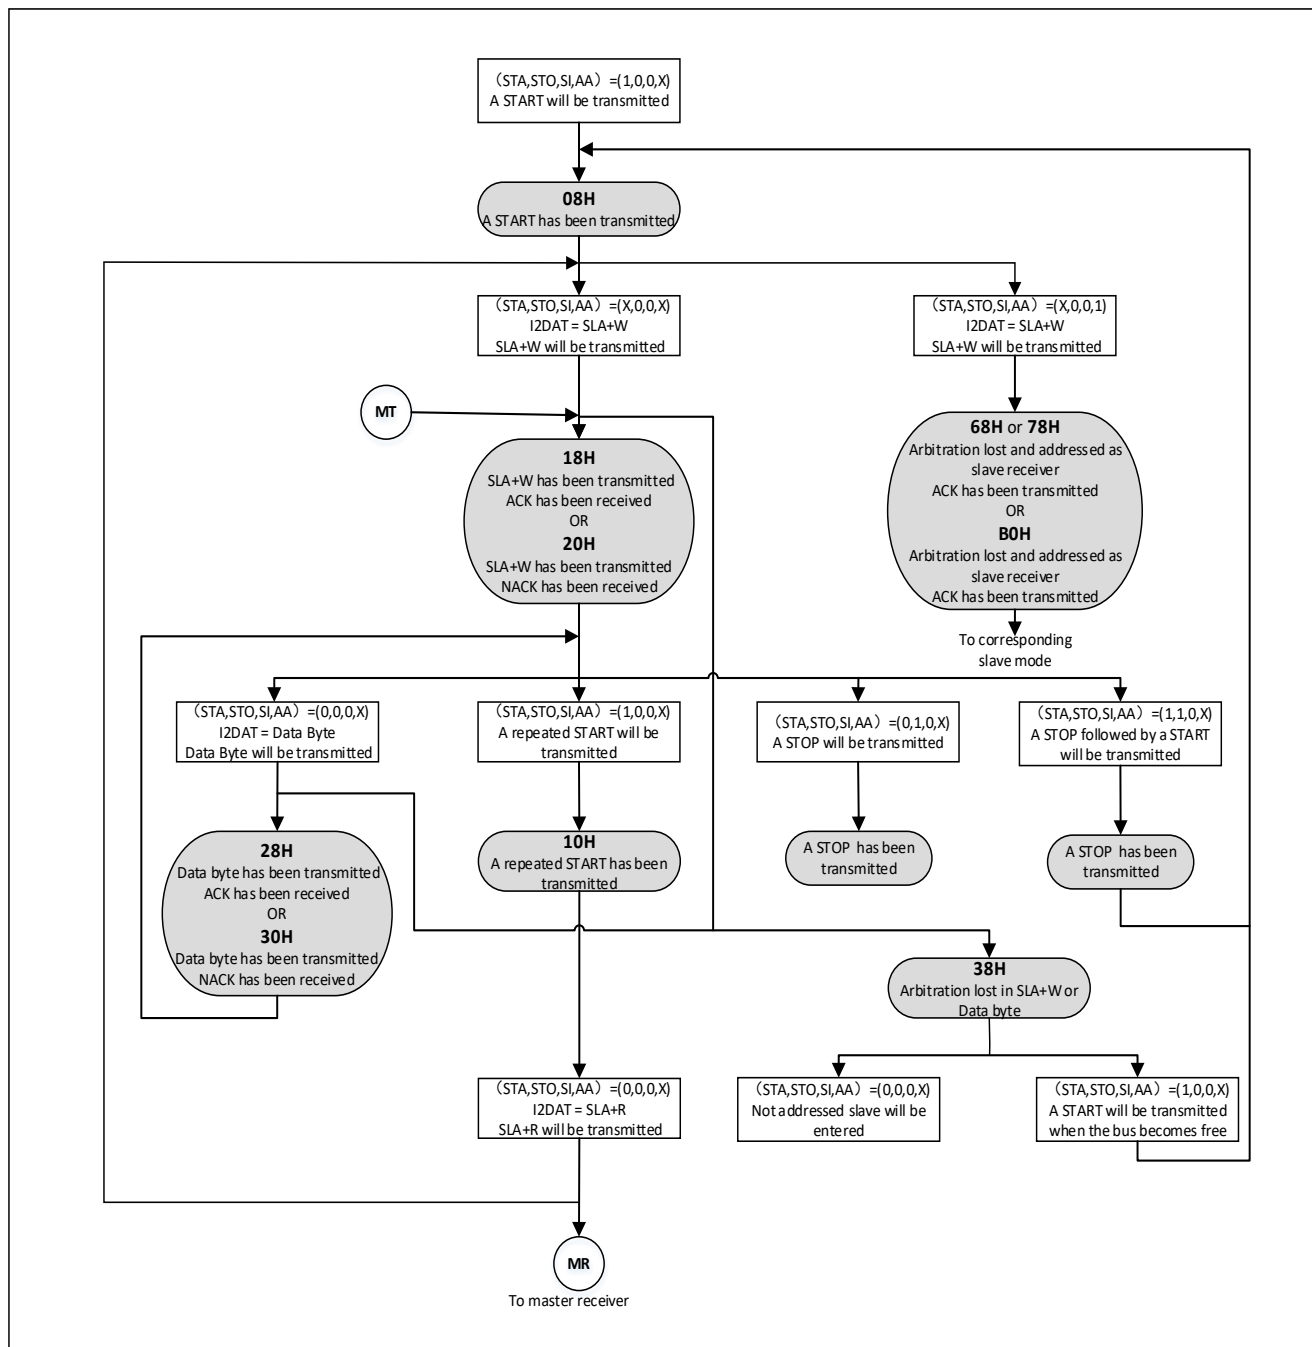 （STA,STO,SI,AA）=(1,0,0,X)
A START will be transmitted
08H
A START has been transmitted
（STA,STO,SI,AA）=(X,0,0,X)
I2DAT = SLA+W
SLA+W will be transmitted
（STA,STO,SI,AA）=(X,0,0,1)
I2DAT = SLA+W
SLA+W will be transmitted
MT
18H
SLA+W has been transmitted
ACK has been received
OR
20H
SLA+W has been transmitted
NACK has been received
68H or 78H
Arbitration lost and addressed as
slave receiver
ACK has been transmitted
OR
B0H
Arbitration lost and addressed as
slave receiver
ACK has been transmitted
To corresponding
slave mode
（STA,STO,SI,AA）=(0,0,0,X)
I2DAT = Data Byte
Data Byte will be transmitted
（STA,STO,SI,AA）=(1,0,0,X)
A repeated START will be
transmitted
（STA,STO,SI,AA）=(0,1,0,X)
A STOP will be transmitted
（STA,STO,SI,AA）=(1,1,0,X)
A STOP followed by a START
will be transmitted
28H
Data byte has been transmitted
ACK has been received
OR
30H
Data byte has been transmitted
NACK has been received
10H
A repeated START has been
transmitted
A STOP has been
transmitted
A STOP has been
transmitted
38H
Arbitration lost in SLA+W or
Data byte
（STA,STO,SI,AA）=(0,0,0,X)
I2DAT = SLA+R
SLA+R will be transmitted
（STA,STO,SI,AA）=(0,0,0,X)
Not addressed slave will be
entered
（STA,STO,SI,AA）=(1,0,0,X)
A START will be transmitted
when the bus becomes free
MR
To master receiver